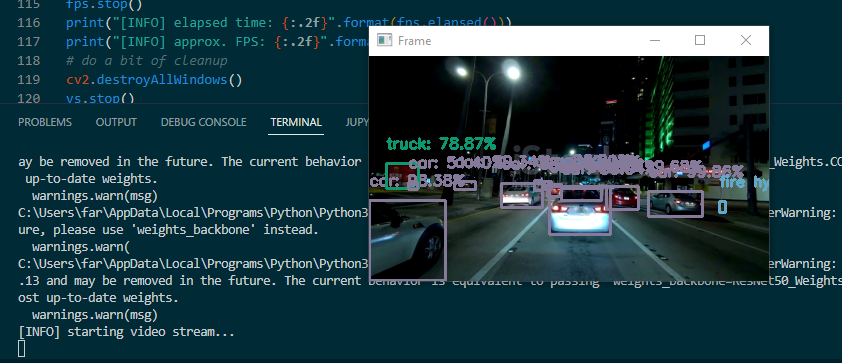 115 fps.stop()
116 print("[INFO] elapsed time: {:.2f}".format(fps.elapsed()))
117 print("[INFO] approx. FPS: {:.2f}".form
118 # do a bit of cleanup
119 cv2.destroyAllWindows()
120 vs.stop()
Frame
PROBLEMS OUTPUT DEBUG CONSOLE TERMINAL JUPY
truck: 78.87%
car:
car:
fire hy
ay be removed in the future. The current behavior
_Weights.CO
up-to-date weights.
warnings.warn(msg)
C:\Users\far\AppData\Local\Programs\Python\Python3
erWarning:
ure, please use 'weights_backbone' instead.
warnings.warn(
C:\Users\far\AppData\Local\Programs\Python\Python3
erWarning:
.13 and may be removed in the future. The current behavior is equivalent to passing `weights_backbone=ResNet50_Weights
ost up-to-date weights.
warnings.warn(msg)
[INFO] starting video stream...